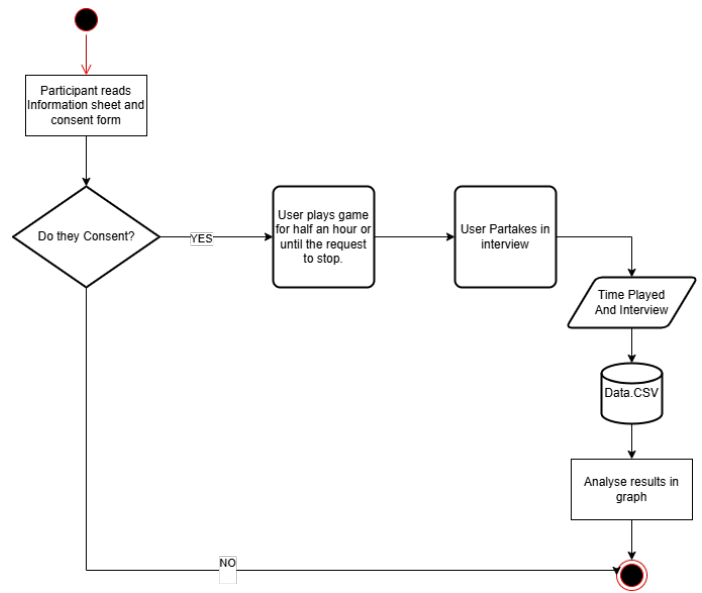 Participant reads
Information sheet and
consent form
Do they Consent?
YES
User plays game
for half an hour or
until the request
to stop.
User Partakes in
interview
Time Played
And Interview
Data.CSV
Analyse results in
graph
NO